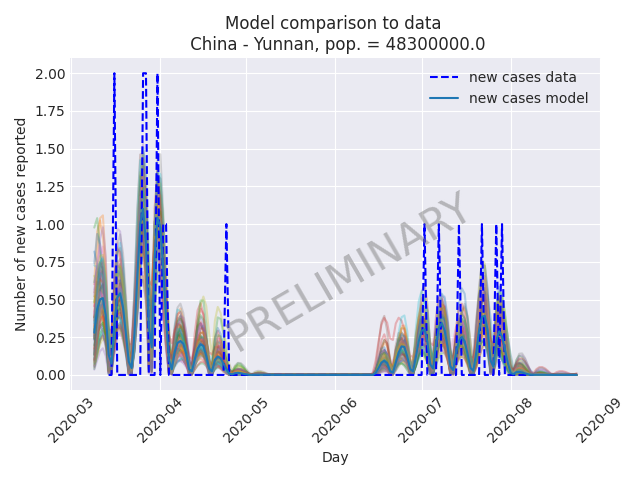 Model comparison to data
China - Yunnan, pop. = 48300000.0
new cases data
new cases model
Number of new cases reported
2.00
1.75
1.50
1.25
1.00
0.75
0.50
0.25
0.00
PRELIMINARY
2020-03
2020-04
2020-05
2020-06
2020-07
2020-08
2020-09
Day